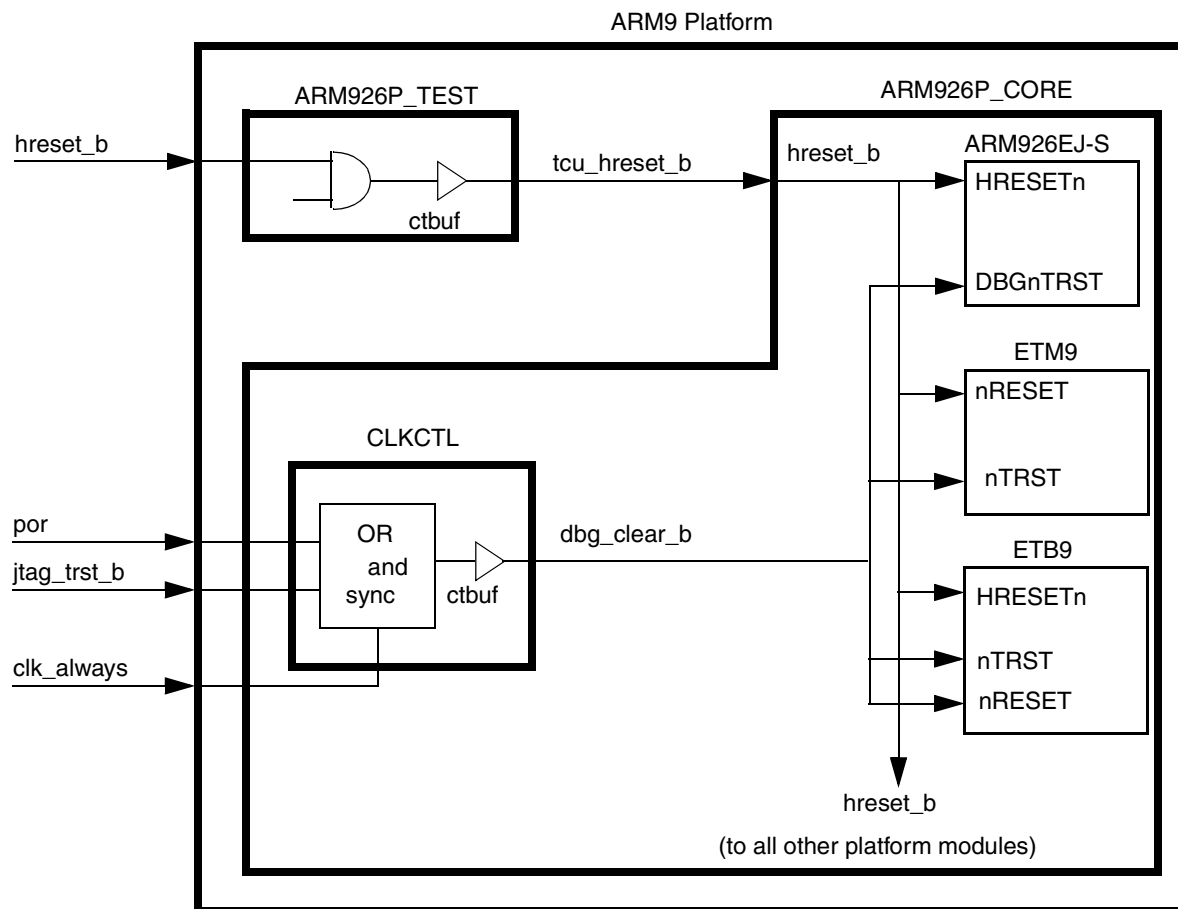 ARM9 Platform
ARM926P_TEST
ARM926P_CORE
hreset_b
ctbuf
tcu_hreset_b
hreset_b
ARM926EJ-S
HRESETn
DBGnTRST
ETM9
nRESET
nTRST
CLKCTL
por
jtag_trst_b
clk_always
OR
and
sync
ctbuf
dbg_clear_b
ETB9
HRESETn
nTRST
nRESET
hreset_b
(to all other platform modules)